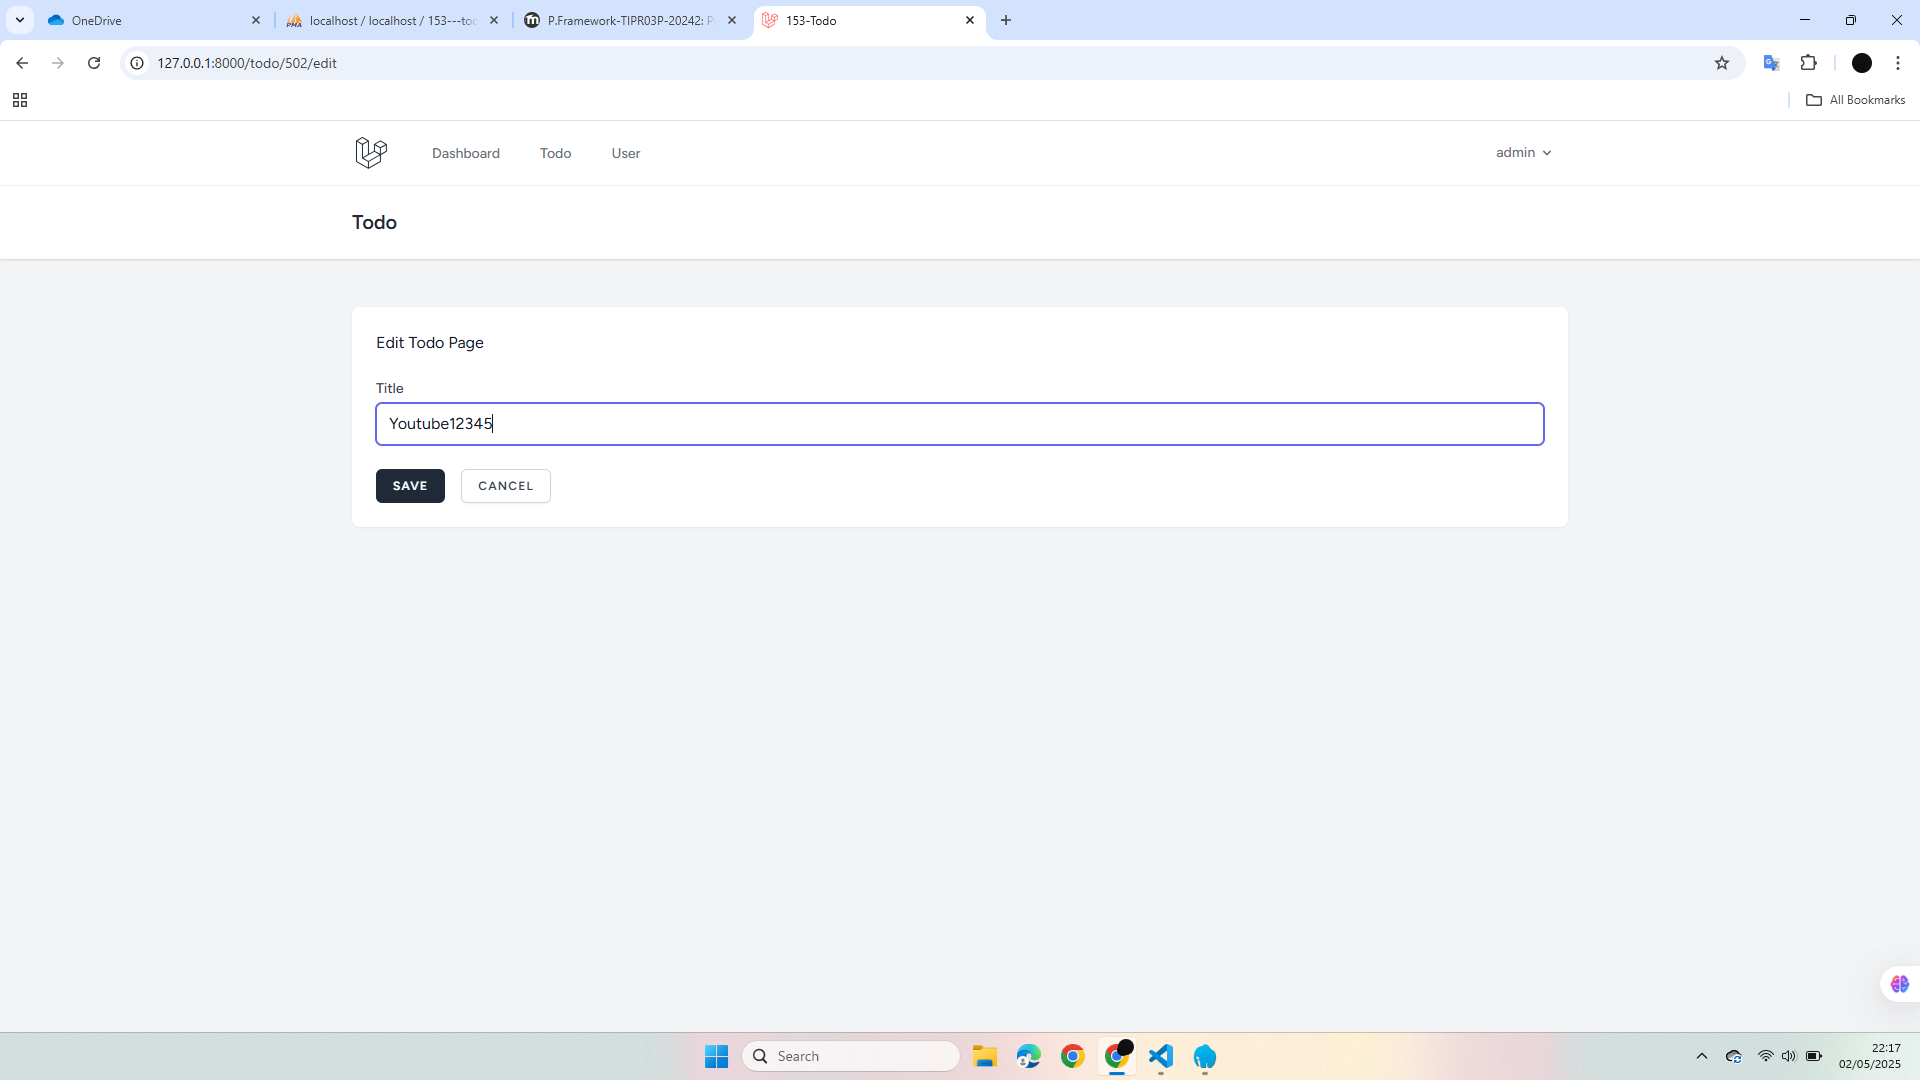 OneDrive
localhost / localhost / 153---to
P.Framework-TIPR03P-20242: P
153-Todo
127.0.0.1:8000/todo/502/edit
All Bookmarks
Dashboard Todo User admin
Todo
Edit Todo Page
Title
Youtube12345
SAVE CANCEL
Search
22:17
02/05/2025